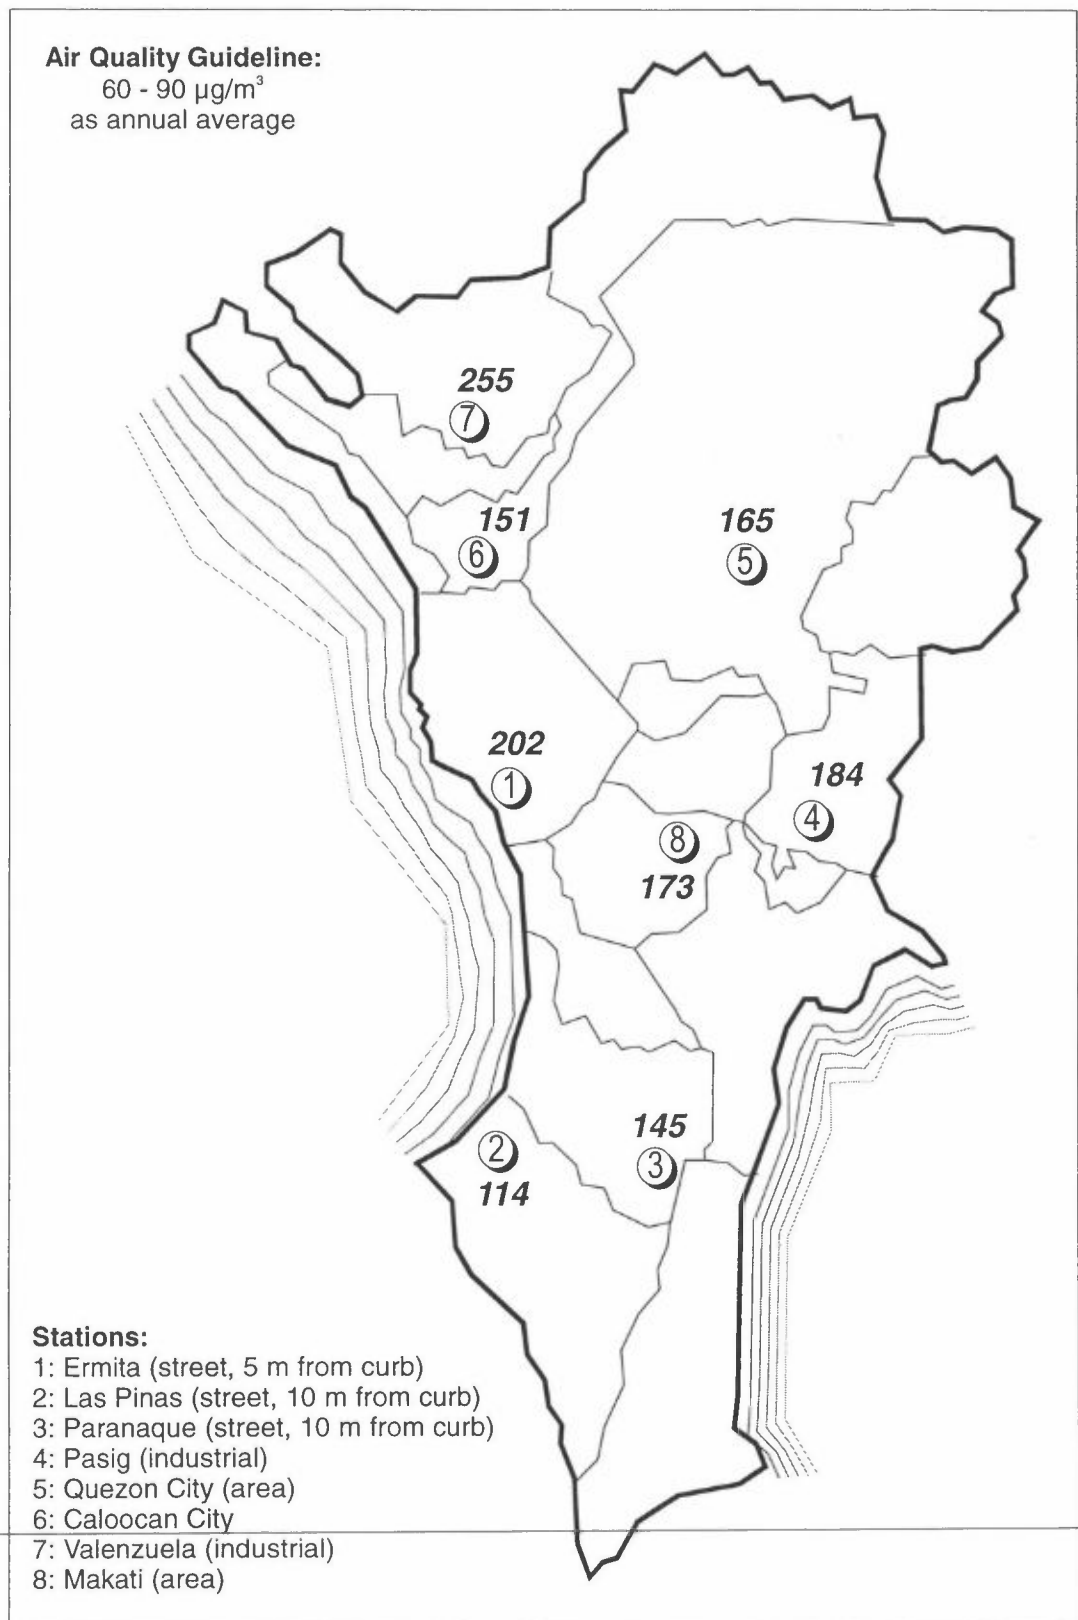 Air Quality Guideline:
60 - 90 µg/m³
as annual average
255
7
151
6
165
5
202
1
184
4
8
173
145
3
2
114
Stations:
1: Ermita (street, 5 m from curb)
2: Las Pinas (street, 10 m from curb)
3: Paranaque (street, 10 m from curb)
4: Pasig (industrial)
5: Quezon City (area)
6: Caloocan City
7: Valenzuela (industrial)
8: Makati (area)